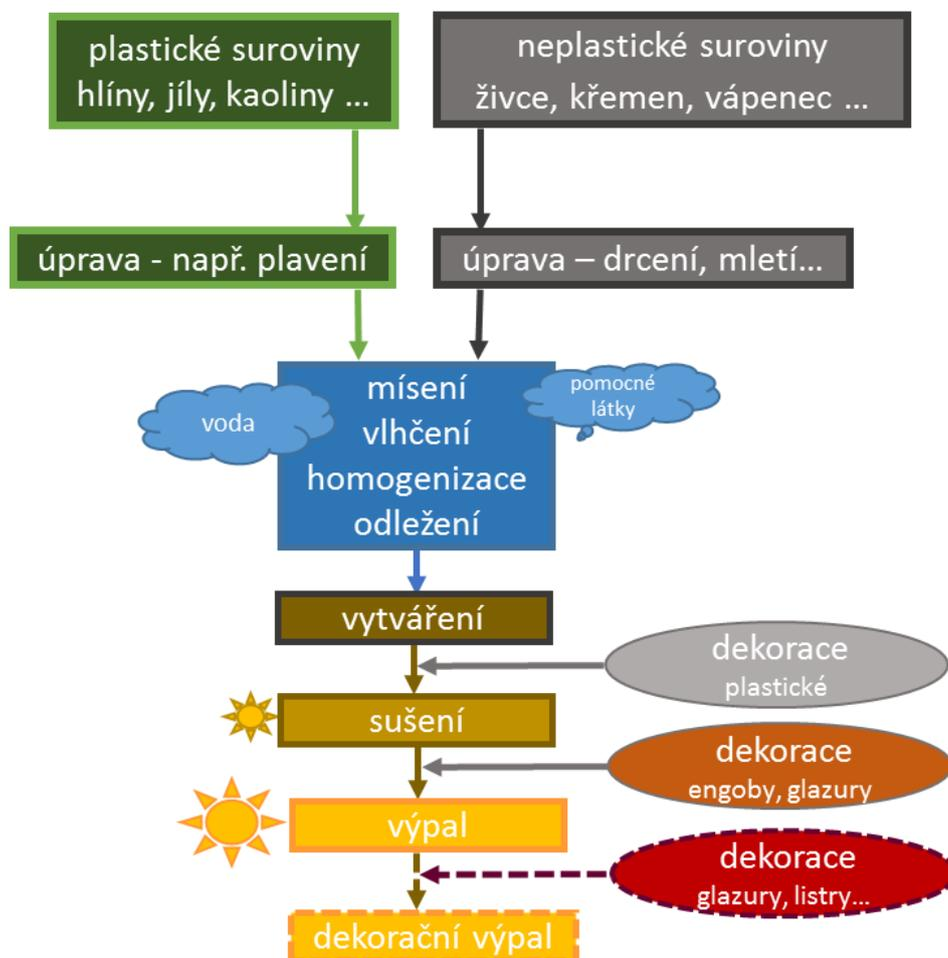 plastické suroviny
hlíny, jíly, kaoliny ...
neplastické suroviny
živce, křemen, vápenec ...
úprava - např. plavení
úprava – drcení, mletí...
mísení
vlhčení
homogenizace
odležení
voda
pomocné
látky
vytváření
dekorace
plastické
sušení
dekorace
engoby, glazury
výpal
dekorace
glazury, listry...
dekorační výpal